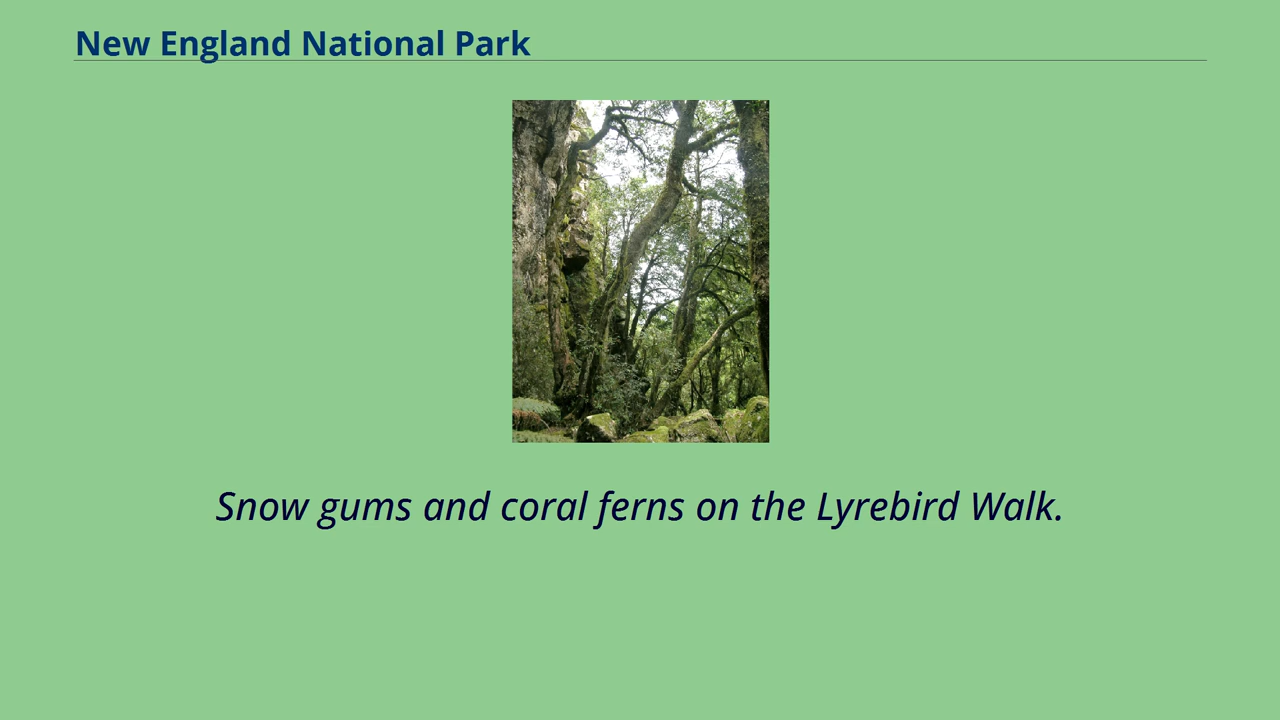 New England National Park
Snow gums and coral ferns on the Lyrebird Walk.